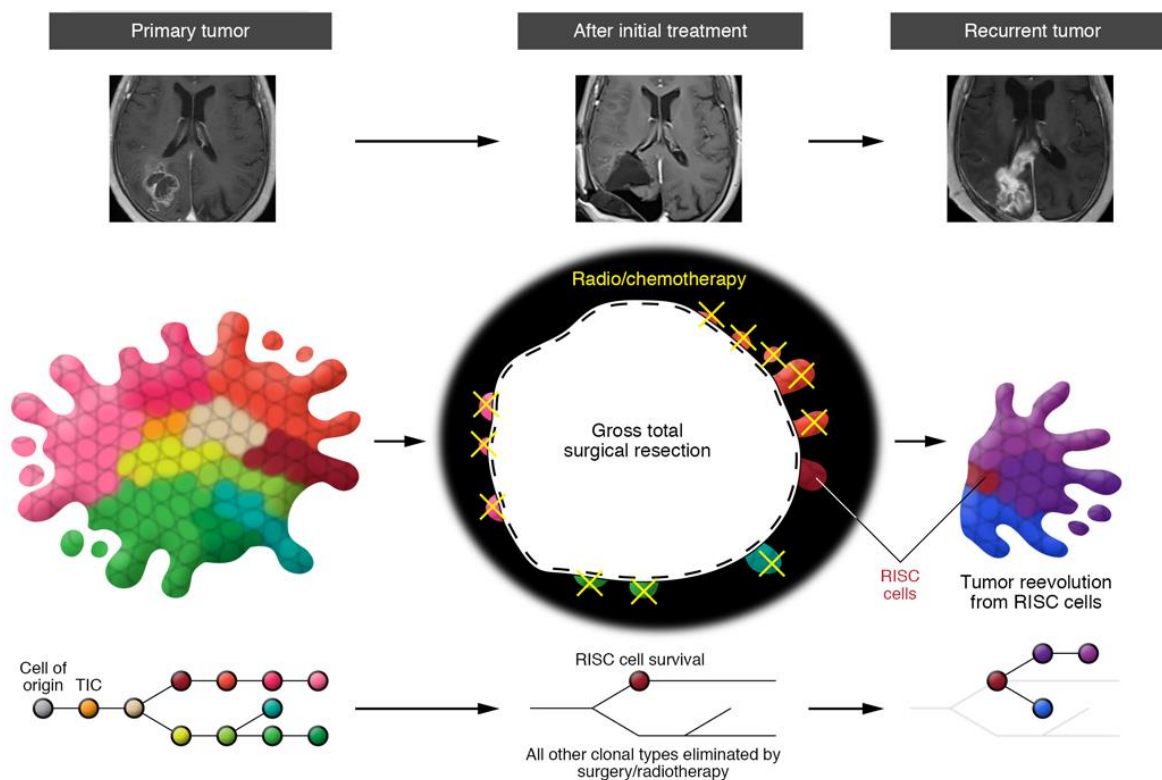 Primary tumor
After initial treatment
Recurrent tumor
Radio/chemotherapy
Gross total
surgical resection
RISC
cells
Tumor reevolution
from RISC cells
Cell of
origin
TIC
RISC cell survival
All other clonal types eliminated by
surgery/radiotherapy